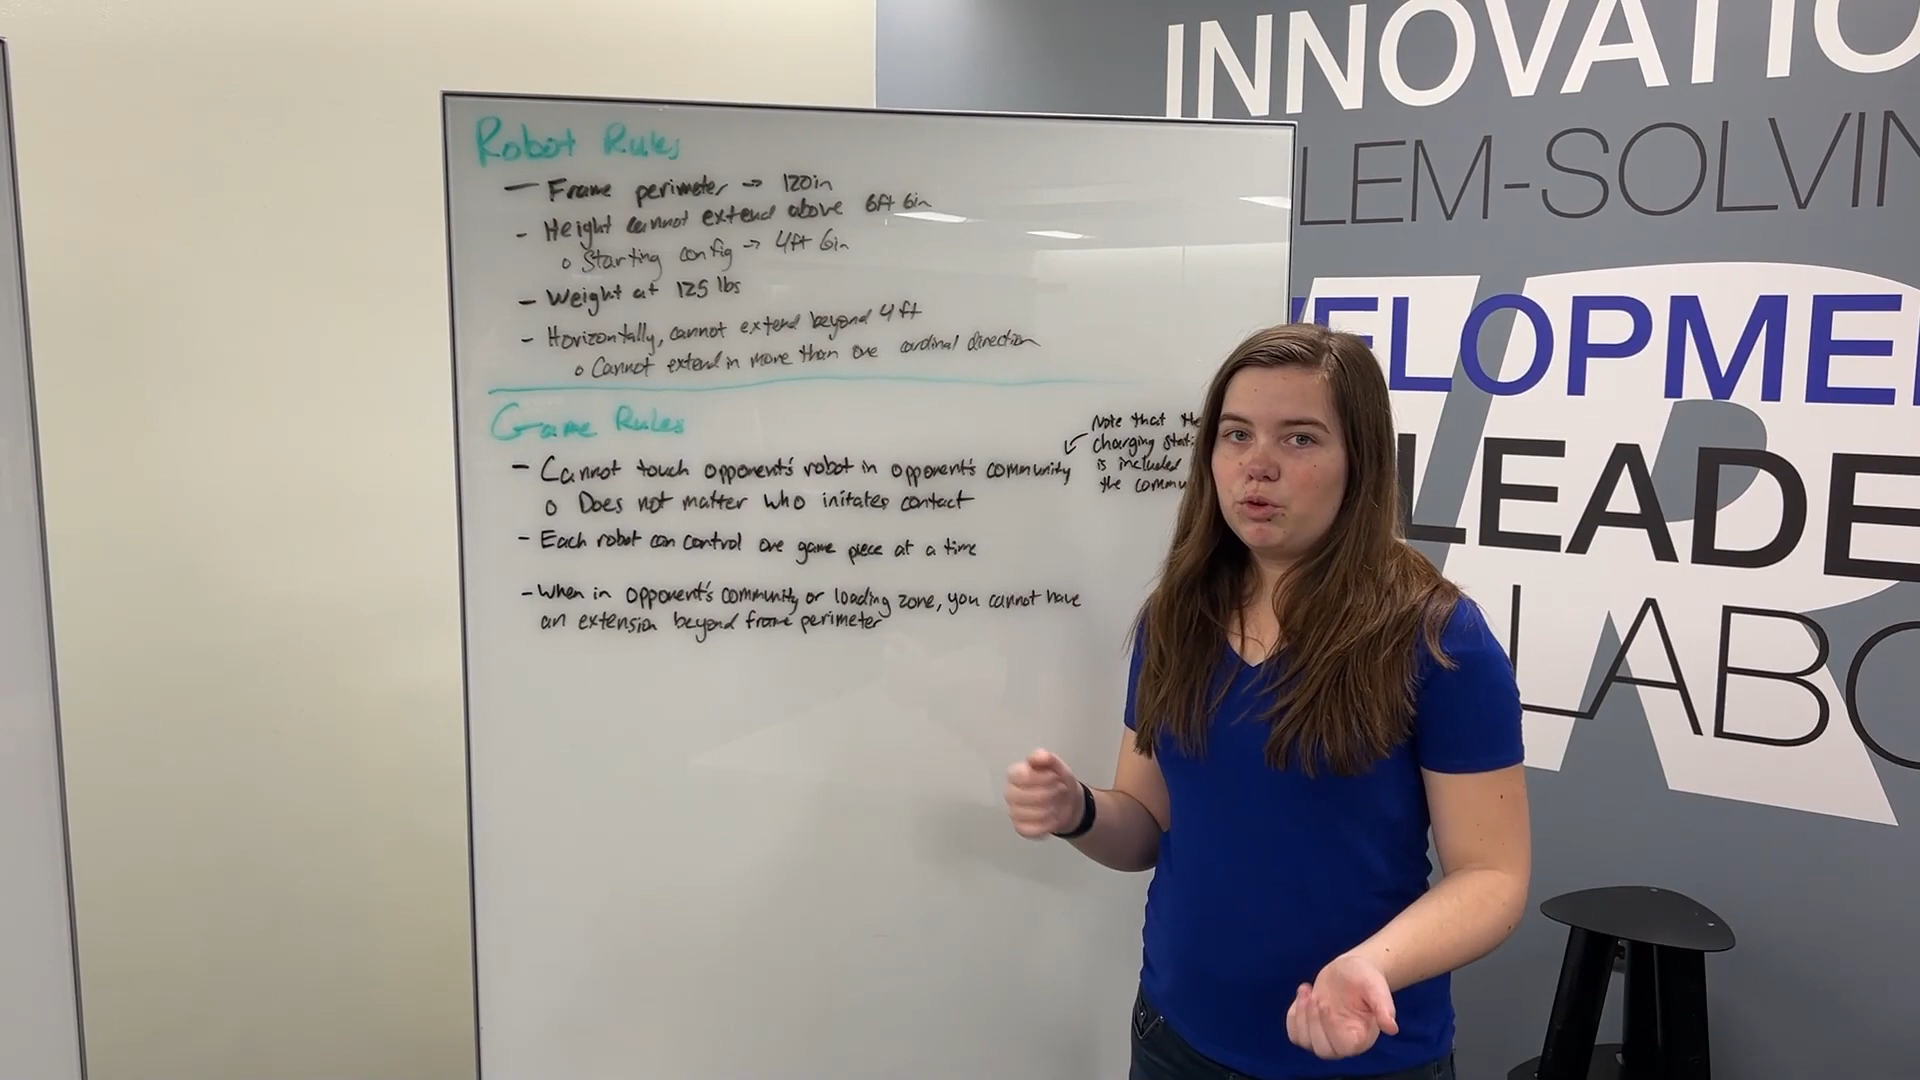 Robot Rules
- Frame perimeter → 120in
- Height cannot extend above 6ft 6in
o Starting config → 4ft 6in
- Weight at 125 lbs
- Horizontally, cannot extend beyond 4ft
o Cannot extend in more than one cardinal direction
Game Rules
- Cannot touch opponent's robot in opponent's community
o Does not matter who initates contact
- Each robot can control one game piece at a time
- When in opponent's community or loading zone, you cannot have
an extension beyond frame perimeter
Note that the
charging stati
is included
the commu
INNOVATIO
LEM-SOLVIN
VELOPMEN
LEADE
LABO